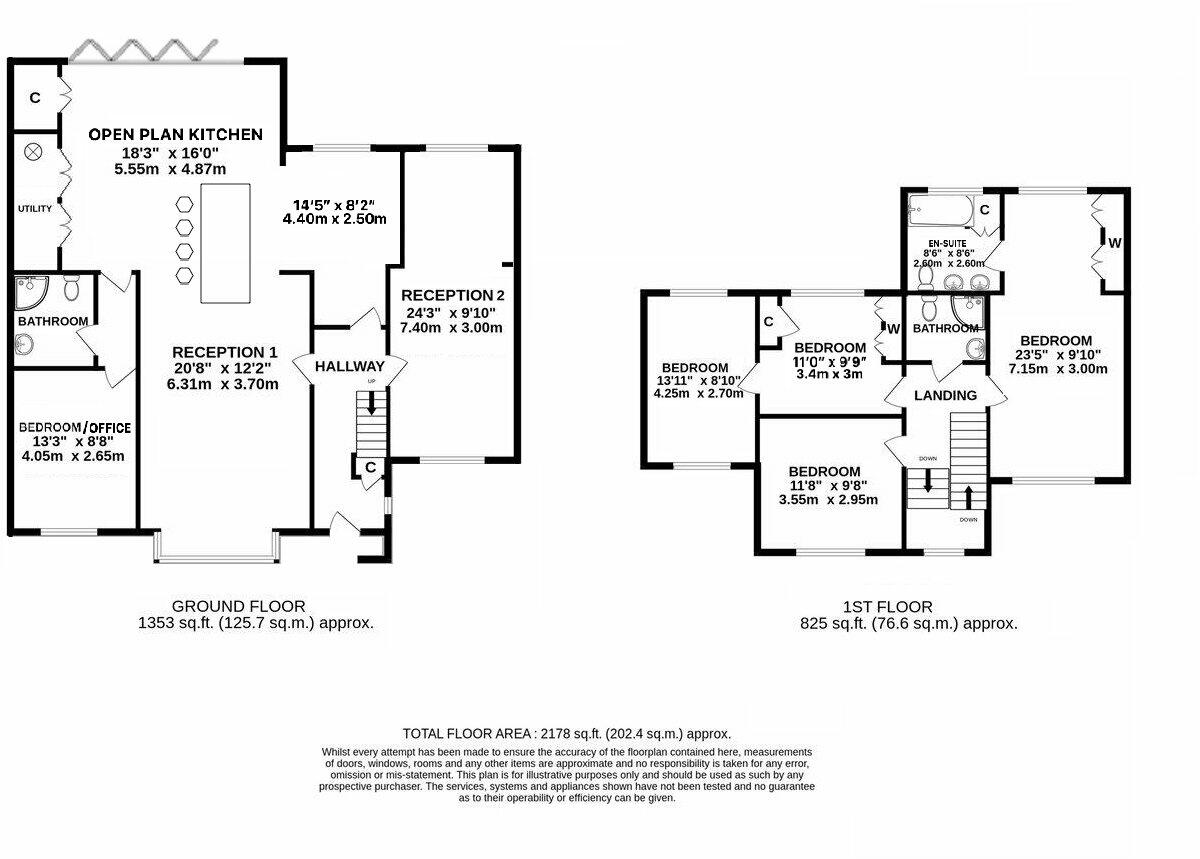 C
OPEN PLAN KITCHEN
18'3" x 16'0"
5.55m x 4.87m
UTILITY
14'5" x 8'2"
4.40m x 2.50m
BATHROOM
RECEPTION 1
20'8" x 12'2"
6.31m x 3.70m
HALLWAY
UP
C
RECEPTION 2
24'3" x 9'10"
7.40m x 3.00m
BEDROOM/OFFICE
13'3" x 8'8"
4.05m x 2.65m
GROUND FLOOR
1353 sq.ft. (125.7 sq.m.) approx.
C
EN-SUITE
8'6" x 8'6"
2.60m x 2.60m
W
C
W
BATHROOM
BEDROOM
11'0" x 9'9"
3.4m x 3m
BEDROOM
13'11" x 8'10"
4.25m x 2.70m
BEDROOM
23'5" x 9'10"
7.15m x 3.00m
LANDING
DOWN
DOWN
BEDROOM
11'8" x 9'8"
3.55m x 2.95m
1ST FLOOR
825 sq.ft. (76.6 sq.m.) approx.
TOTAL FLOOR AREA : 2178 sq.ft. (202.4 sq.m.) approx.
Whilst every attempt has been made to ensure the accuracy of the floorplan contained here, measurements
of doors, windows, rooms and any other items are approximate and no responsibility is taken for any error,
omission or mis-statement. This plan is for illustrative purposes only and should be used as such by any
prospective purchaser. The services, systems and appliances shown have not been tested and no guarantee
as to their operability or efficiency can be given.